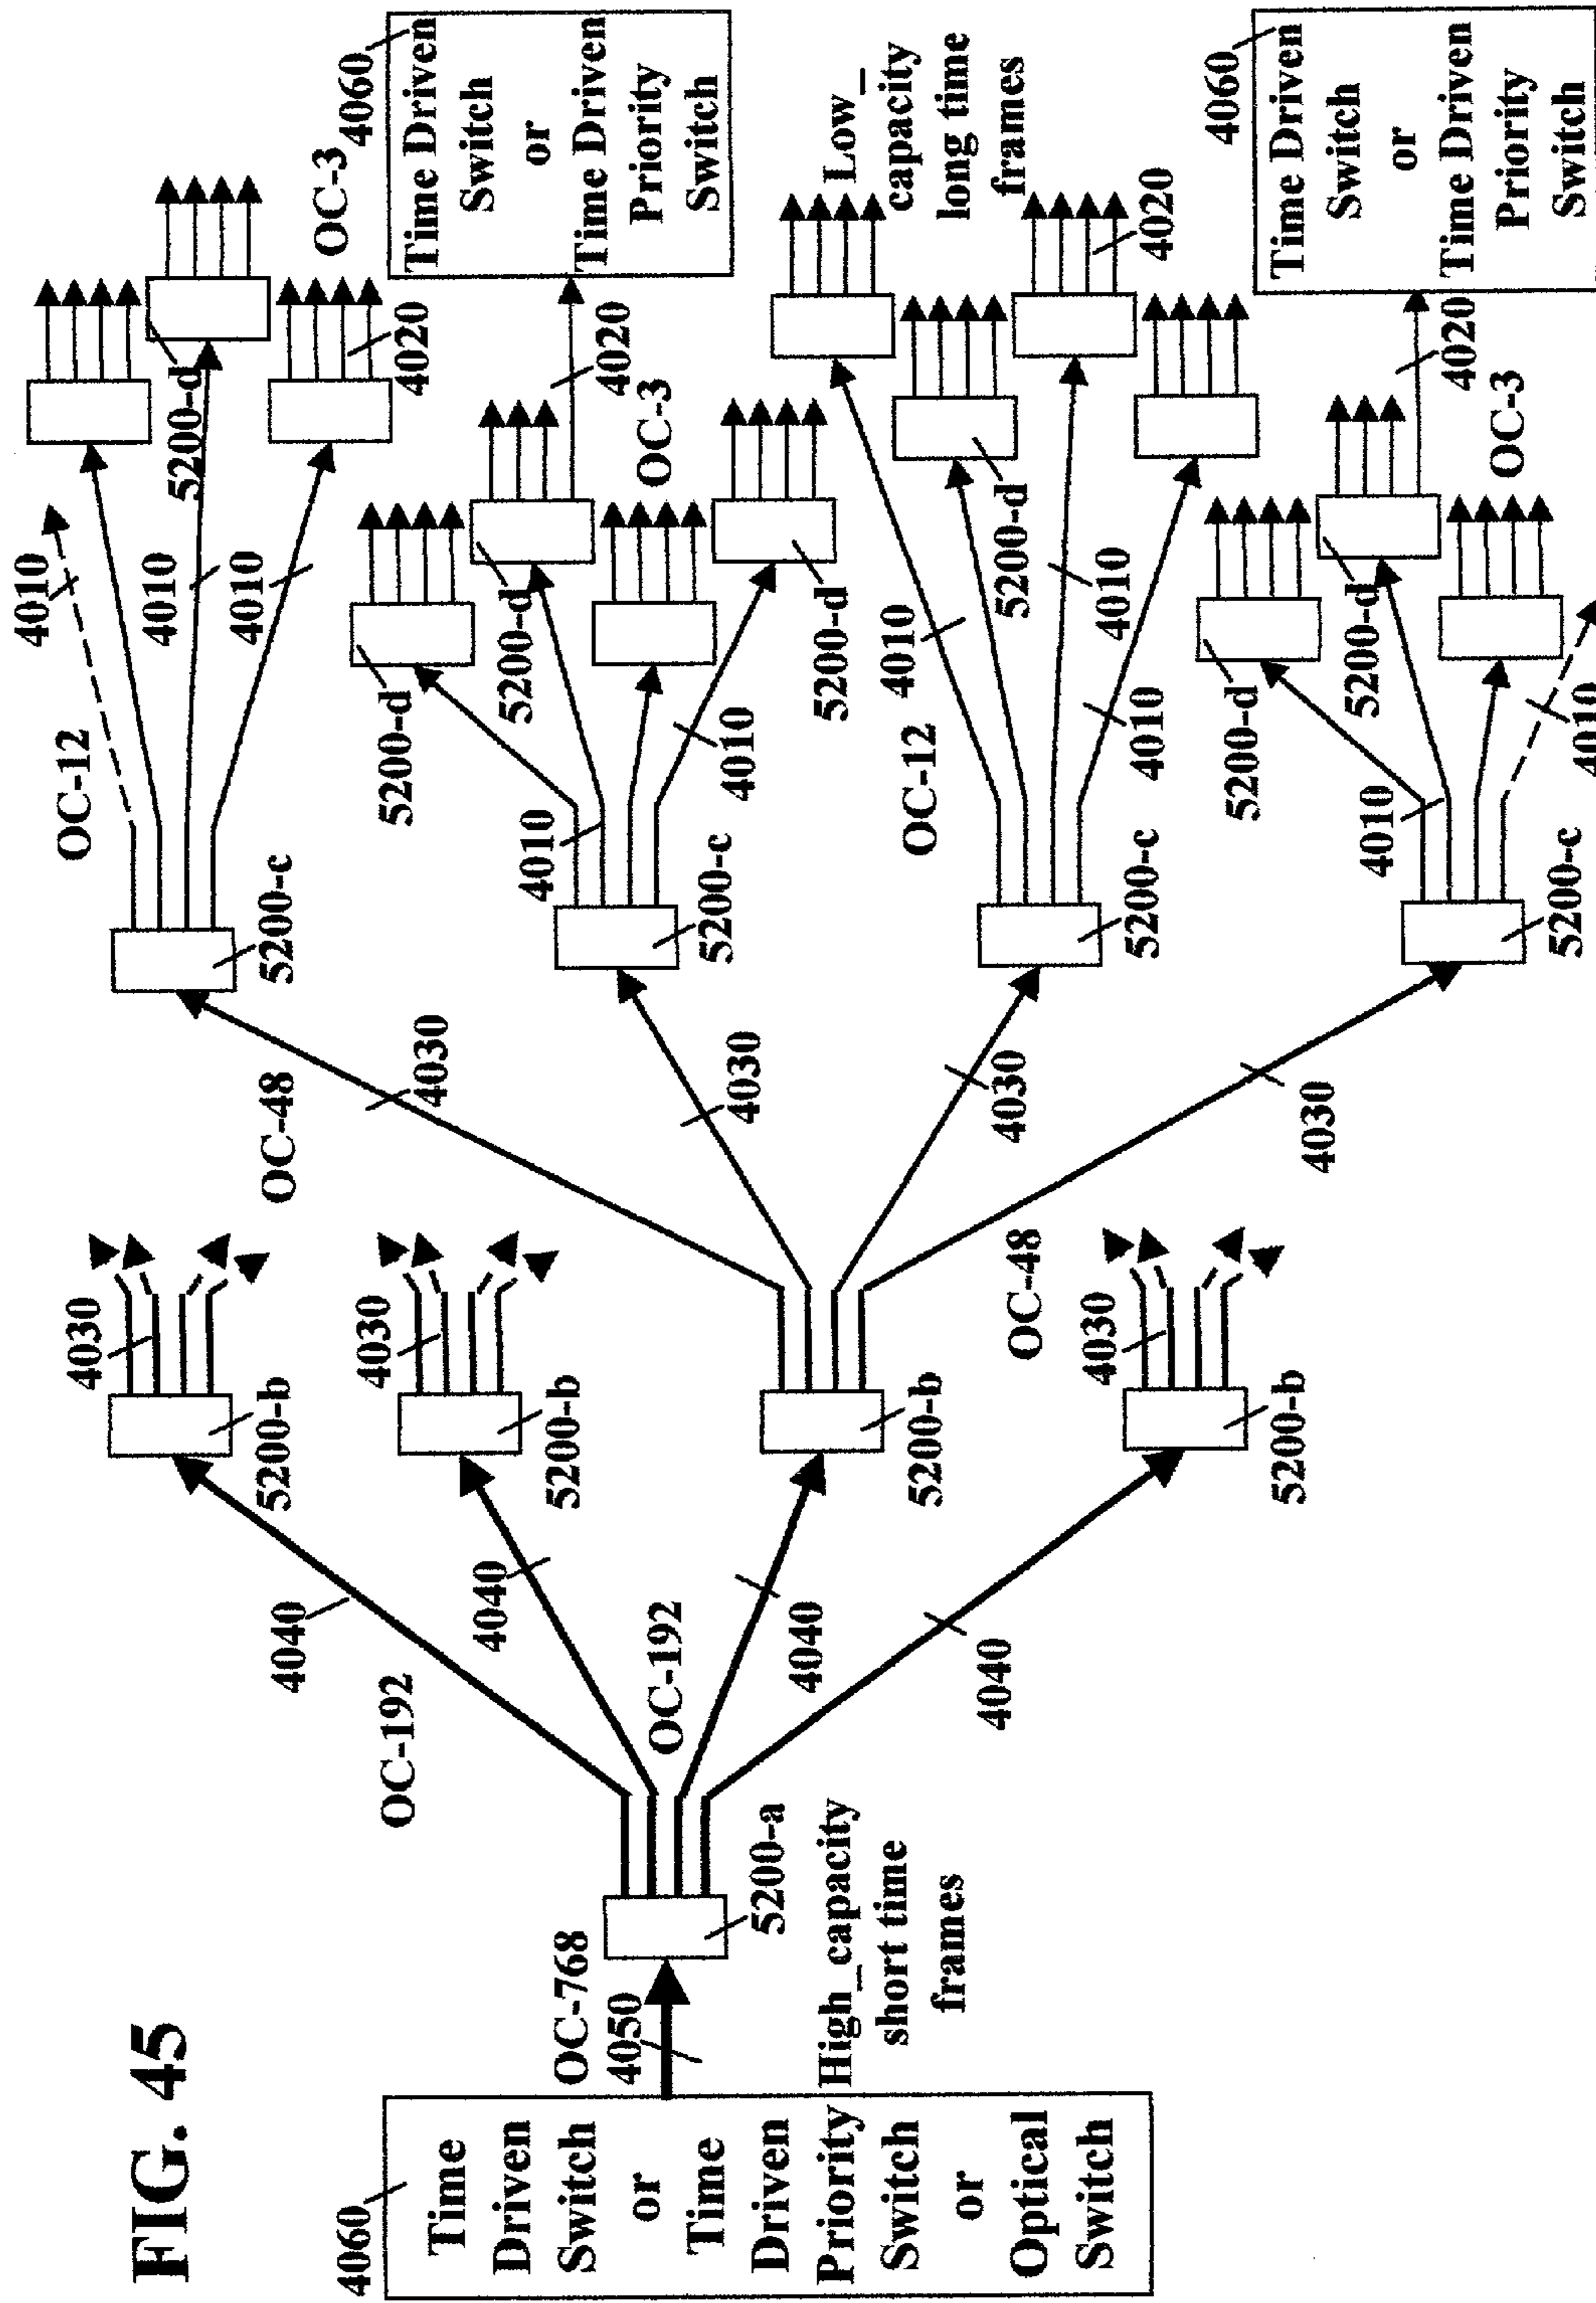 FIG. 45
4060
Time
Driven
Switch
or
Time
Driven
Priority
Switch
or
Optical
Switch
OC-768
4050
High_capacity
short time
frames
5200-a
OC-192
4040
4040
OC-192
4040
4040
4030
5200-b
4030
5200-b
5200-b
OC-48
4030
5200-b
OC-48
4030
4030
4030
4030
OC-12
5200-c
4010
4010
4010
5200-d
4020
OC-3
4010
5200-c
4010
5200-d
5200-d
5200-d
OC-3
4020
4060
Time Driven
Switch
or
Time Driven
Priority
Switch
OC-12
5200-c
4010
4010
4010
5200-d
4020
Low_
capacity
long time
frames
4010
5200-c
4010
5200-d
5200-d
OC-3
4020
4060
Time Driven
Switch
or
Time Driven
Priority
Switch